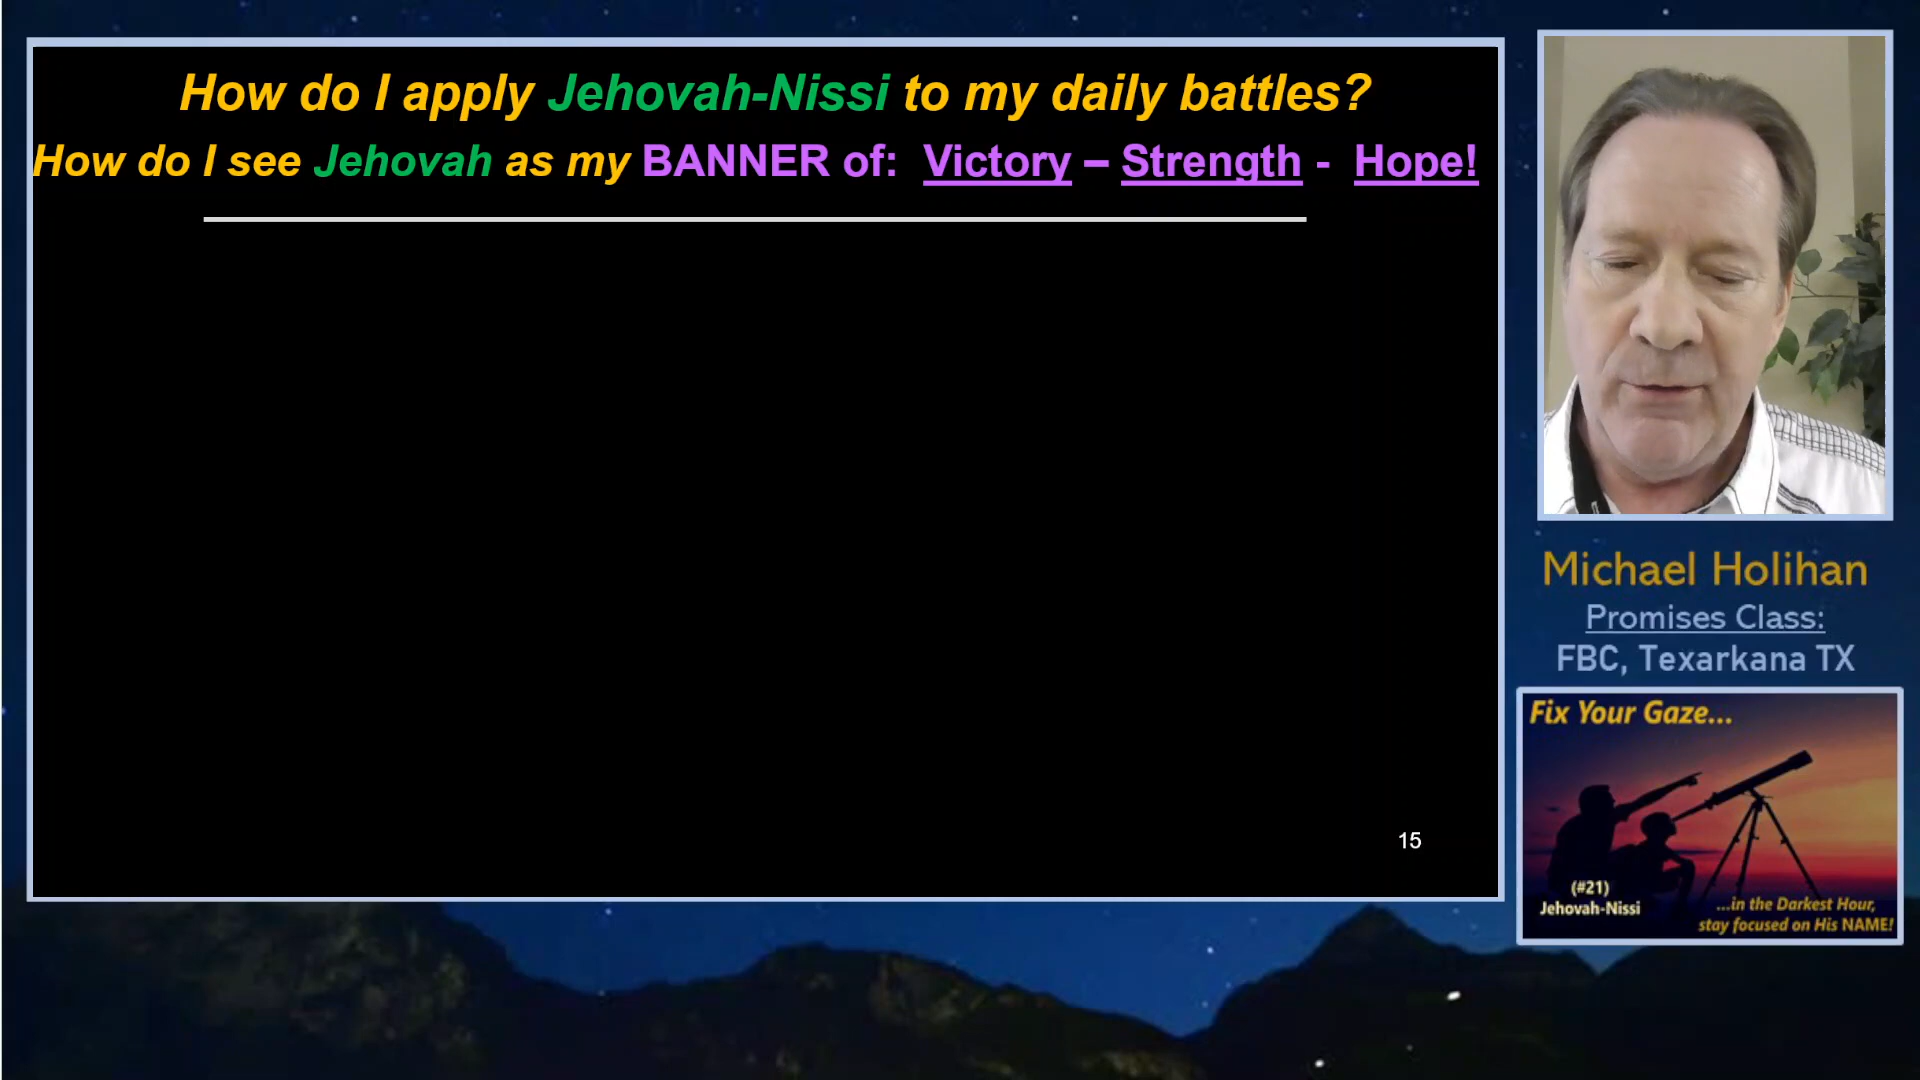 How do I apply Jehovah-Nissi to my daily battles?
How do I see Jehovah as my BANNER of: Victory – Strength - Hope!
15
Michael Holihan
Promises Class:
FBC, Texarkana TX
Fix Your Gaze...
(#21)
Jehovah-Nissi
...in the Darkest Hour,
stay focused on His NAME!